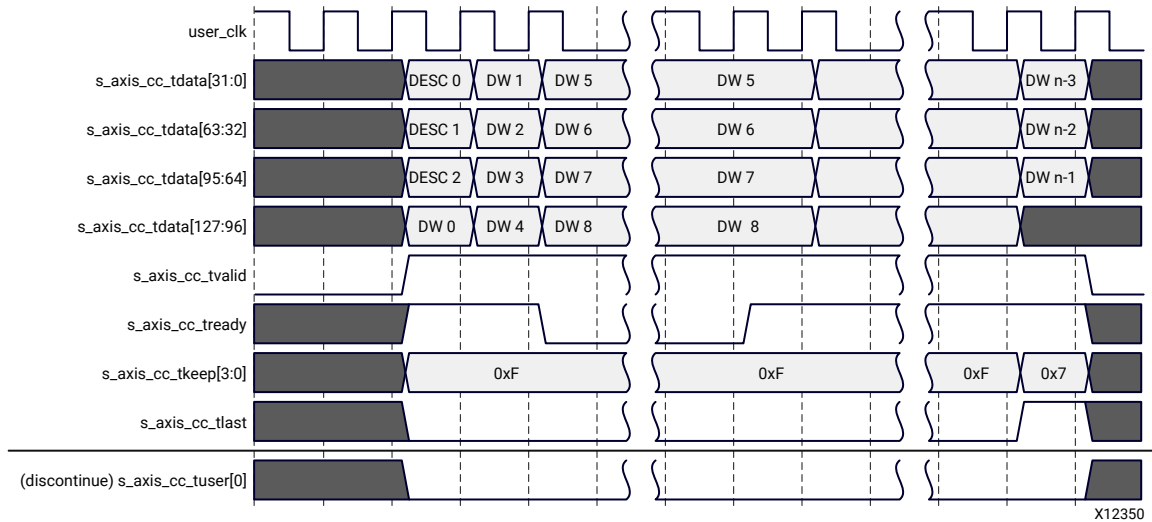 user_clk
s_axis_cc_tdata[31:0] DESC 0 DW 1 DW 5 DW 5 DW n-3
s_axis_cc_tdata[63:32] DESC 1 DW 2 DW 6 DW 6 DW n-2
s_axis_cc_tdata[95:64] DESC 2 DW 3 DW 7 DW 7 DW n-1
s_axis_cc_tdata[127:96] DW 0 DW 4 DW 8 DW 8
s_axis_cc_tvalid
s_axis_cc_tready
s_axis_cc_tkeep[3:0] 0xF 0xF 0xF 0x7
s_axis_cc_tlast
(discontinue) s_axis_cc_tuser[0]
X12350